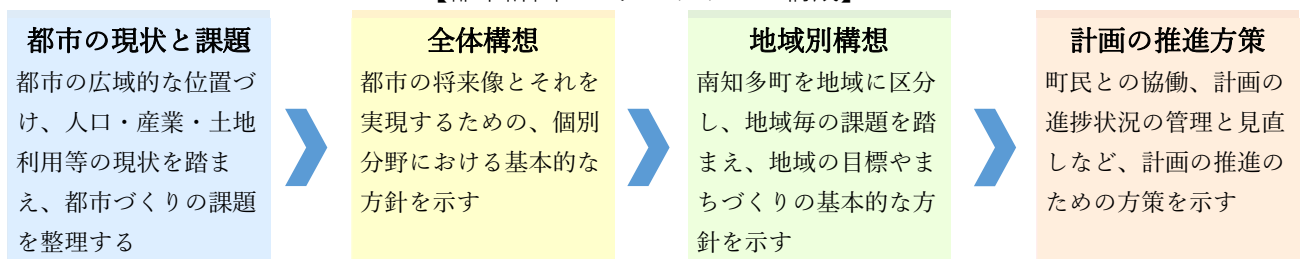 都市の現状と課題
都市の広域的な位置づ
け、人口・産業・土地
利用等の現状を踏ま
え、都市づくりの課題
を整理する
全体構想
都市の将来像とそれを
実現するための、個別
分野における基本的な
方針を示す
地域別構想
南知多町を地域に区分
し、地域毎の課題を踏
まえ、地域の目標やま
ちづくりの基本的な方
針を示す
計画の推進方策
町民との協働、計画の
進捗状況の管理と見直
しなど、計画の推進の
ための方策を示す